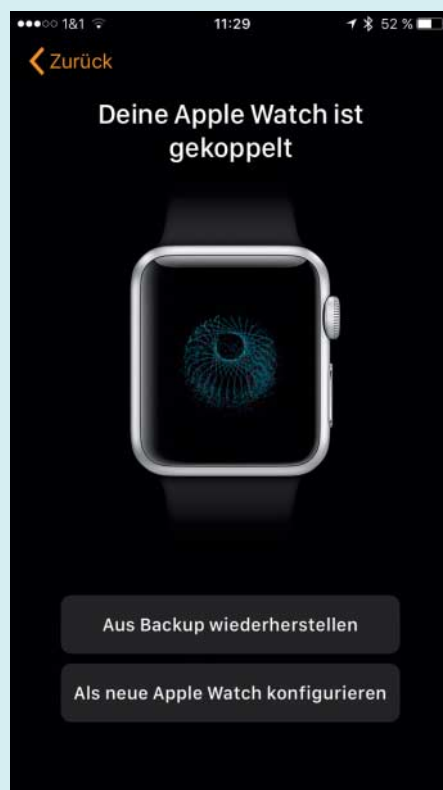 1&1 11:29 52 %
Zurück
Deine Apple Watch ist
gekoppelt
Aus Backup wiederherstellen
Als neue Apple Watch konfigurieren